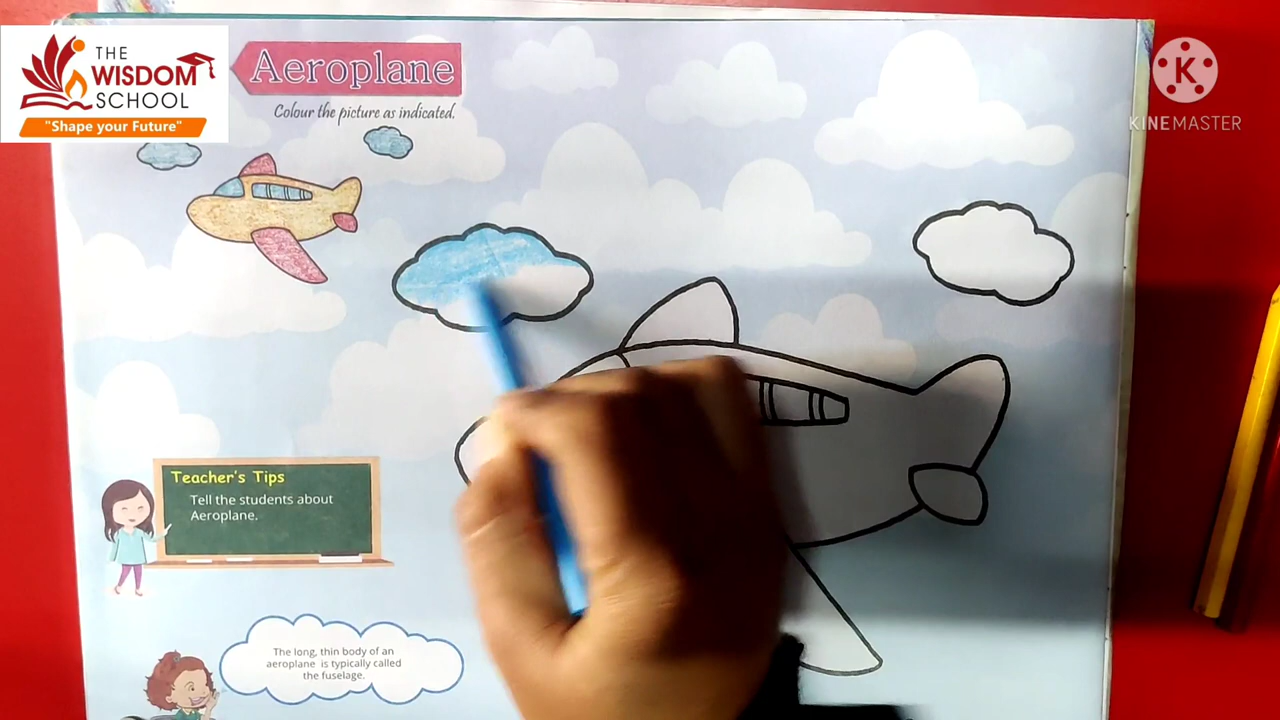 THE
WISDOM
SCHOOL
"Shape your Future"
Aeroplane
Colour the picture as indicated.
K
KINEMASTER
Teacher's Tips
Tell the students about
Aeroplane.
The long, thin body of an
aeroplane is typically called
the fuselage.